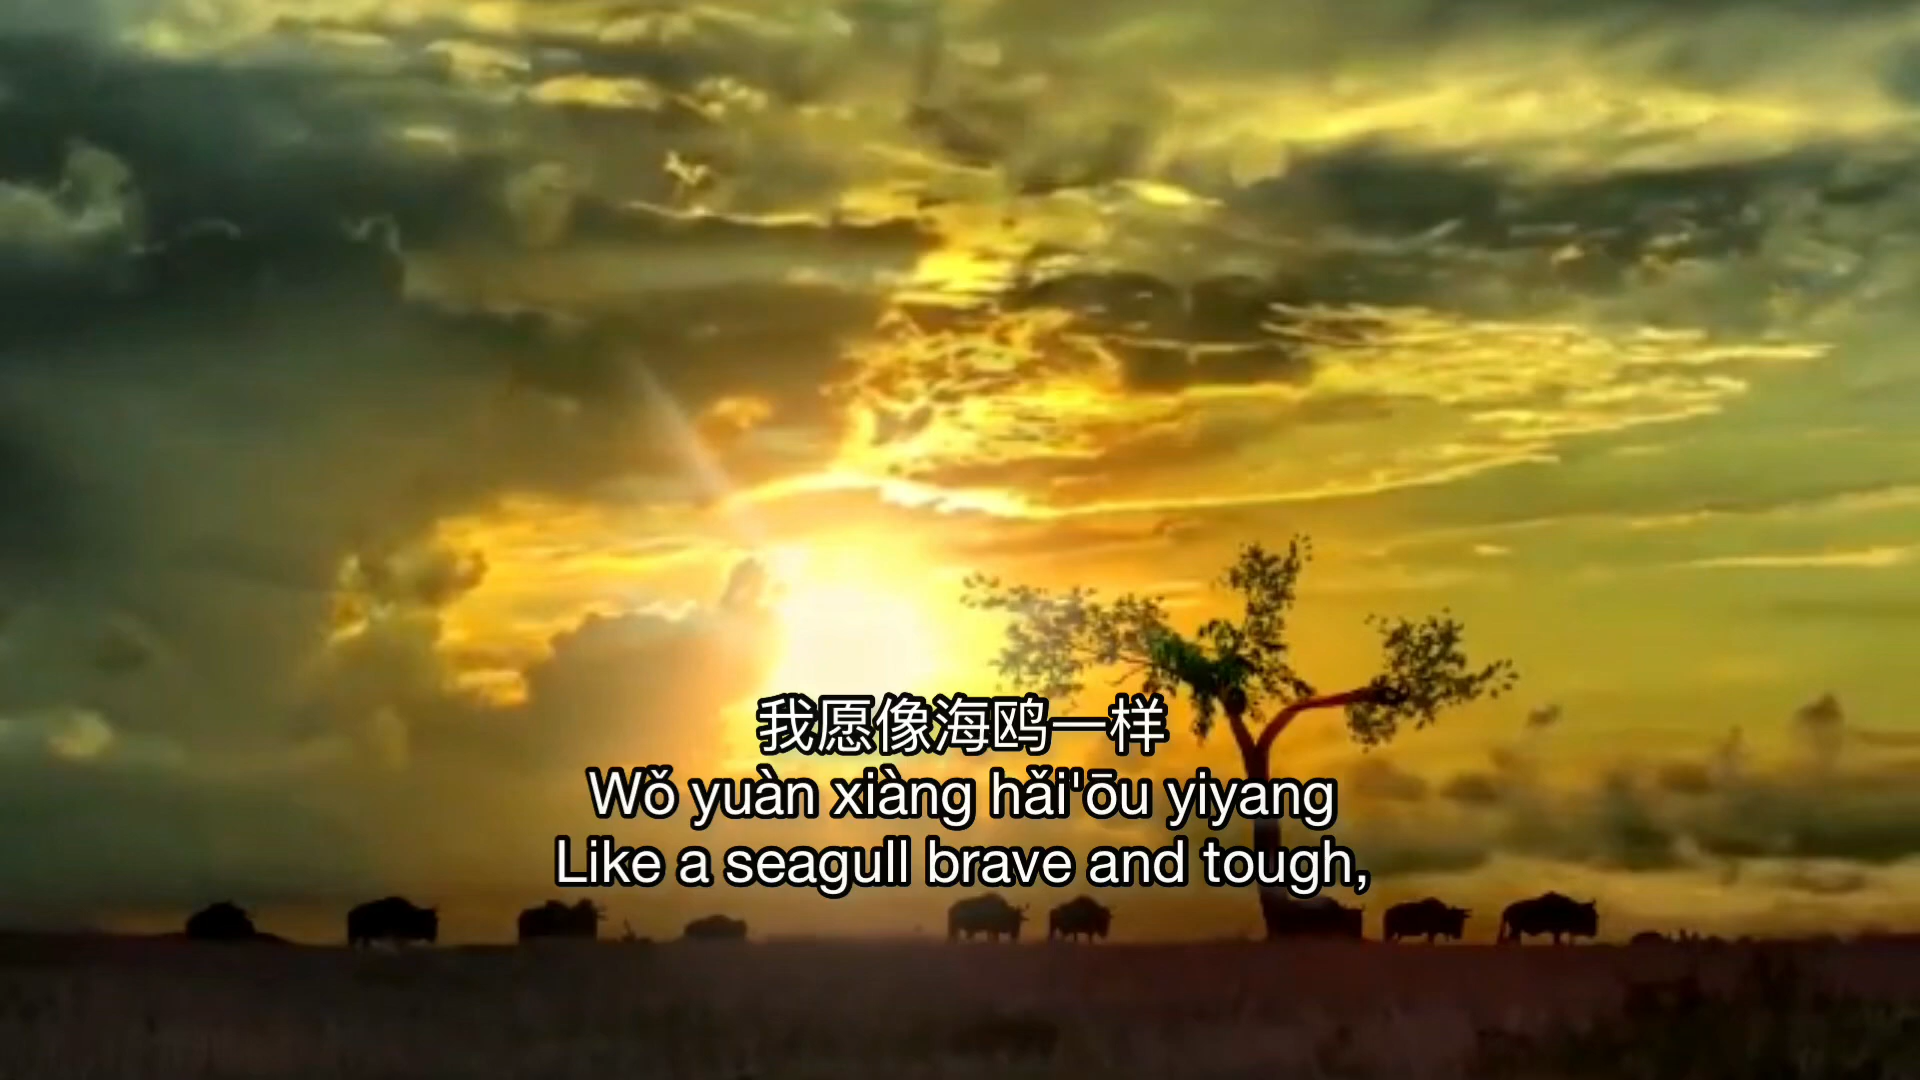 我愿像海鸥一样
Wǒ yuàn xiàng hǎi'ōu yiyang
Like a seagull brave and tough,